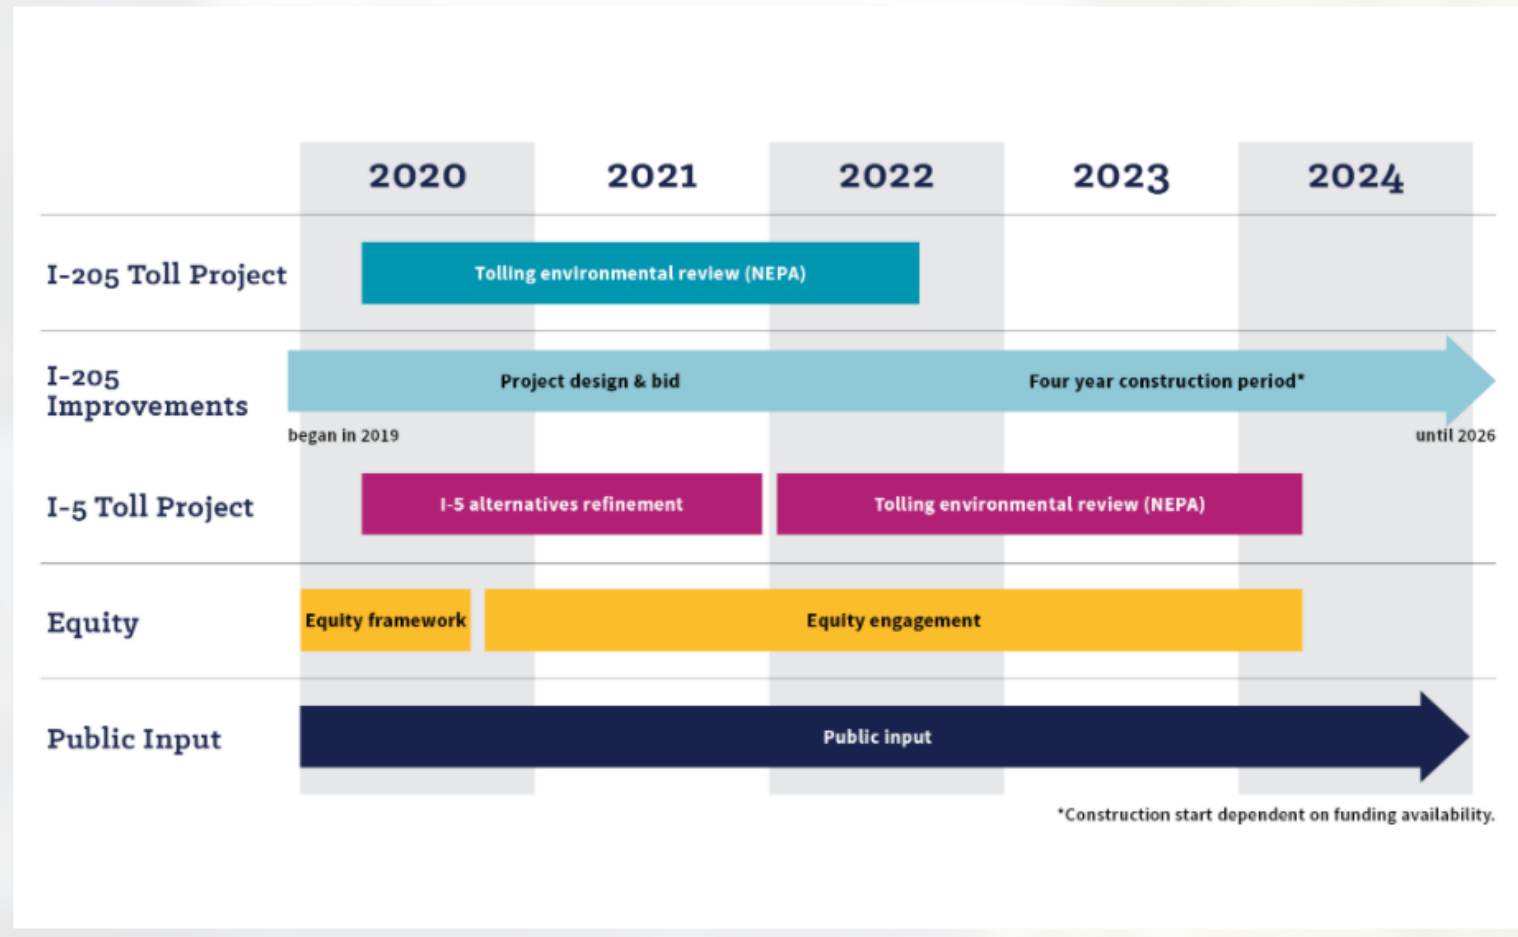 2020 2021 2022 2023 2024
I-205 Toll Project
Tolling environmental review (NEPA)
I-205
Improvements
Project design & bid
Four year construction period*
began in 2019
until 2026
I-5 Toll Project
I-5 alternatives refinement
Tolling environmental review (NEPA)
Equity
Equity framework
Equity engagement
Public Input
Public input
*Construction start dependent on funding availability.